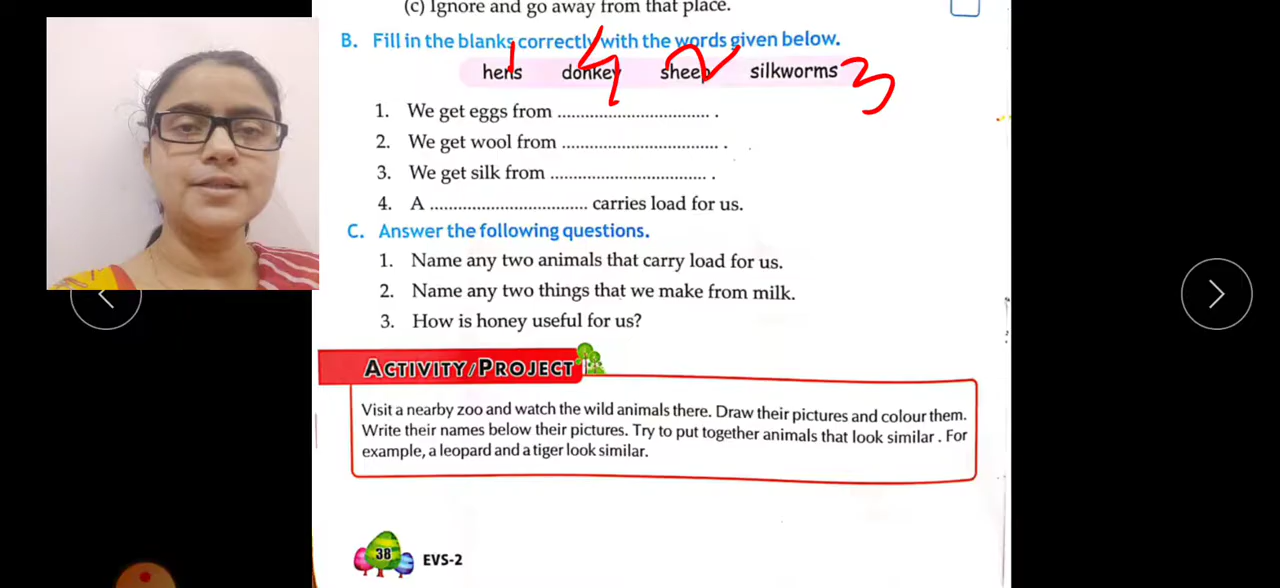 (c) Ignore and go away from that place.
B. Fill in the blanks correctly with the words given below.
hens donkey sheep silkworms
1 4 2 3
1. We get eggs from .................................. .
2. We get wool from .................................. .
3. We get silk from .................................. .
4. A .................................. carries load for us.
C. Answer the following questions.
1. Name any two animals that carry load for us.
2. Name any two things that we make from milk.
3. How is honey useful for us?
ACTIVITY/PROJECT
Visit a nearby zoo and watch the wild animals there. Draw their pictures and colour them.
Write their names below their pictures. Try to put together animals that look similar . For
example, a leopard and a tiger look similar.
38 EVS-2